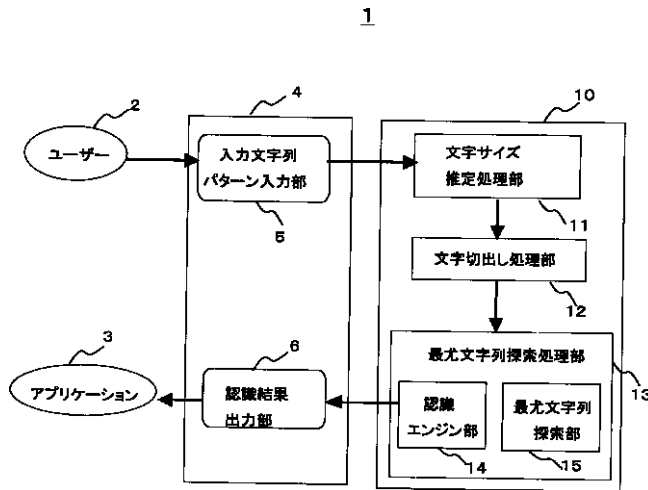 1
2
4
10
ユーザー
入力文字列
パターン入力部
5
文字サイズ
推定処理部
11
文字切出し処理部
12
3
6
最尤文字列探索処理部
13
アプリケーション
認識結果
出力部
認識
エンジン部
14
最尤文字列
探索部
15